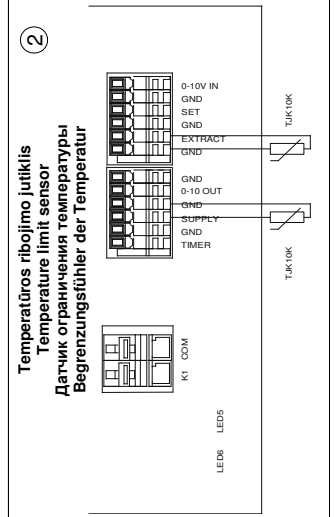 2
Temperatūros ribojimo jutiklis
Temperature limit sensor
Датчик ограничения температуры
Begrenzungsfühler der Temperatur
0-10V IN
GND
SET
GND
EXTRACT
GND
TJK10K
GND
0-10 OUT
GND
SUPPLY
GND
TIMER
TJK10K
COM
K1
LED5
LED6